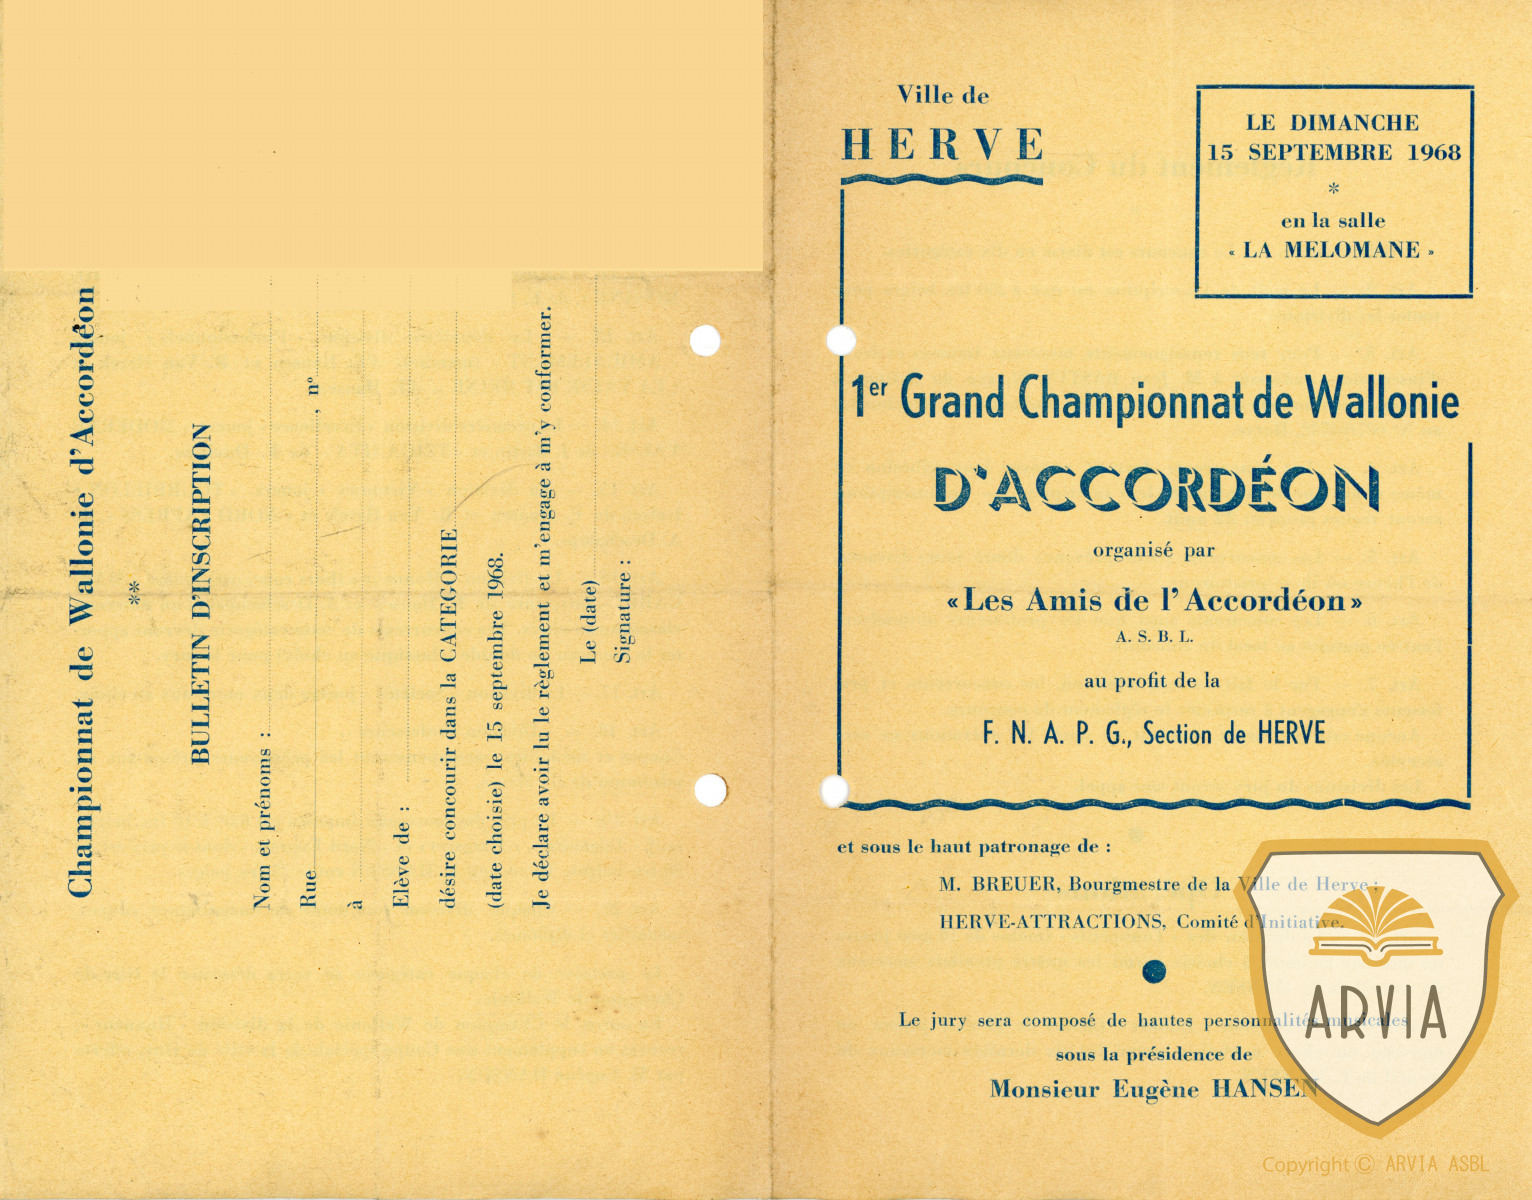 Championnat de Wallonie d'Accordéon
**
BULLETIN D'INSCRIPTION
Nom et prénoms :
Rue , nº
à
Elève de :
désire concourir dans la CATEGORIE
(date choisie) le 15 septembre 1968.
Je déclare avoir lu le règlement et m'engage à m'y conformer.
Le (date)
Signature :
Ville de
HERVE
LE DIMANCHE
15 SEPTEMBRE 1968
*
en la salle
« LA MELOMANE »
1er Grand Championnat de Wallonie
D'ACCORDÉON
organisé par
«Les Amis de l'Accordéon»
A. S. B. L.
au profit de la
F. N. A. P. G., Section de HERVE
et sous le haut patronage de :
M. BREUER, Bourgmestre de la Ville de Herve ;
HERVE-ATTRACTIONS, Comité d'Initiative.
Le jury sera composé de hautes personnalités musicales
sous la présidence de
Monsieur Eugène HANSEN
ARVIA
Copyright © ARVIA ASBL